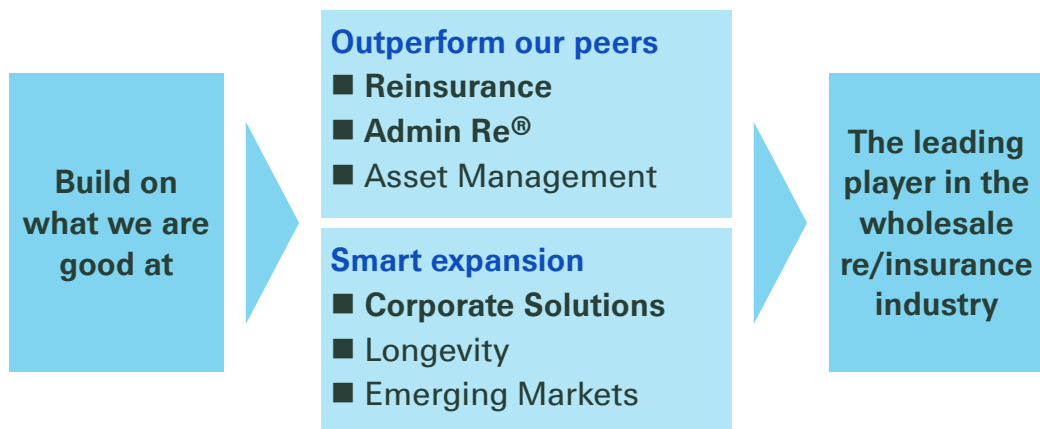 Build on
what we are
good at
Outperform our peers
■ Reinsurance
■ Admin Re®
■ Asset Management
Smart expansion
■ Corporate Solutions
■ Longevity
■ Emerging Markets
The leading
player in the
wholesale
re/insurance
industry